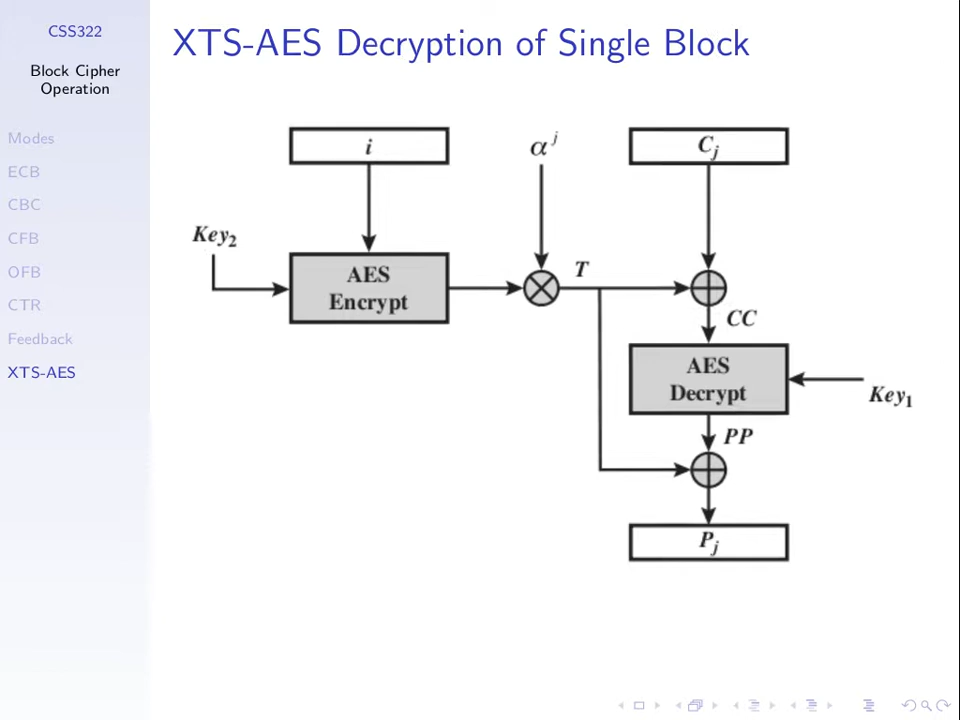 CSS322
Block Cipher
Operation
Modes
ECB
CBC
CFB
OFB
CTR
Feedback
XTS-AES
XTS-AES Decryption of Single Block
i
α^j
C_j
Key_2
AES
Encrypt
T
CC
AES
Decrypt
Key_1
PP
P_j